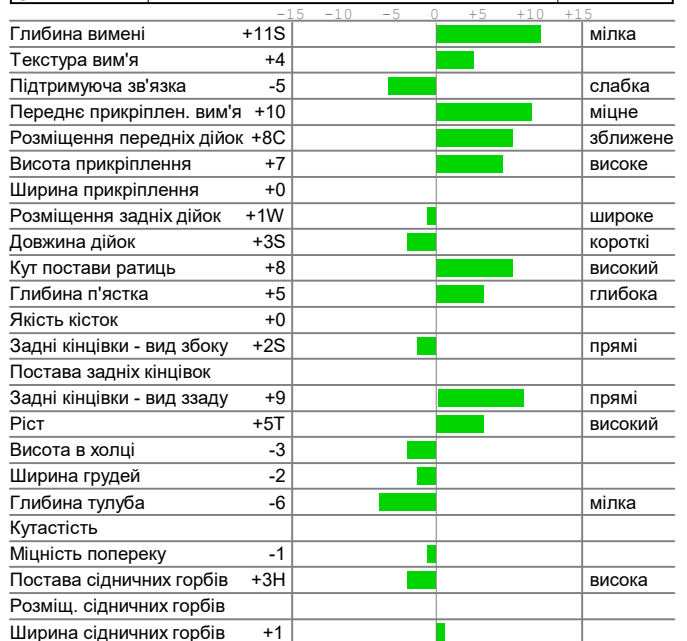 -15 -10 -5 0 +5 +10 +15
Глибина вимені +11S мілка
Текстура вим'я +4
Підтримуюча зв'язка -5 слабка
Переднє прикріплен. вим'я +10 міцне
Розміщення передніх дійок +8C зближене
Висота прикріплення +7 високе
Ширина прикріплення +0
Розміщення задніх дійок +1W широке
Довжина дійок +3S короткі
Кут постави ратиць +8 високий
Глибина п'ястка +5 глибока
Якість кісток +0
Задні кінцівки - вид збоку +2S прямі
Постава задніх кінцівок
Задні кінцівки - вид ззаду +9 прямі
Ріст +5T високий
Висота в холці -3
Ширина грудей -2
Глибина тулуба -6 мілка
Кутастість
Міцність попереку -1
Постава сідничних горбів +3H висока
Розміщ. сідничних горбів
Ширина сідничних горбів +1